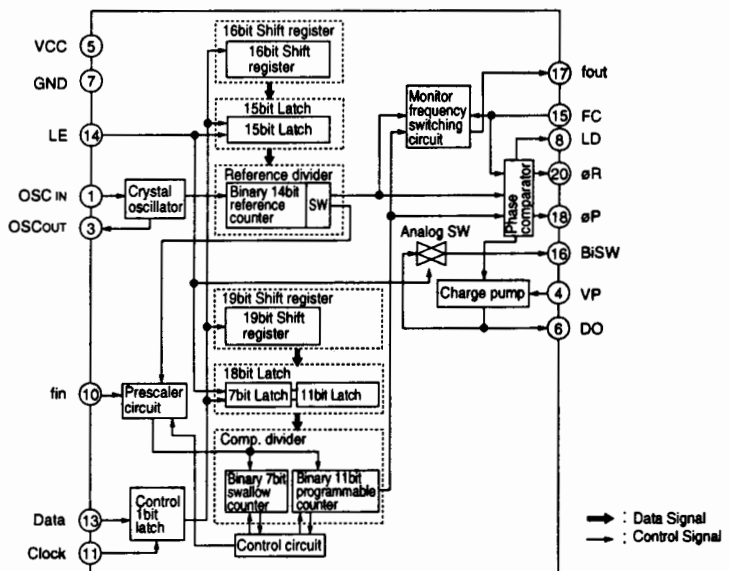 VCC
5
GND
7
LE
14
OSC IN
1
OSCOUT
3
fin
10
Data
13
Clock
11
16bit Shift register
16bit Shift
register
15bit Latch
15bit Latch
Reference divider
Binary 14bit
reference
counter
SW
Crystal
oscillator
19bit Shift register
19bit Shift
register
18bit Latch
7bit Latch
11bit Latch
Prescaler
circuit
Comp. divider
Binary 7bit
swallow
counter
Binary 11bit
programmable
counter
Control
1bit
latch
Control circuit
Monitor
frequency
switching
circuit
Phase
comparator
Analog SW
Charge pump
17
fout
15
FC
8
LD
20
øR
18
øP
16
BiSW
4
VP
6
DO
: Data Signal
: Control Signal